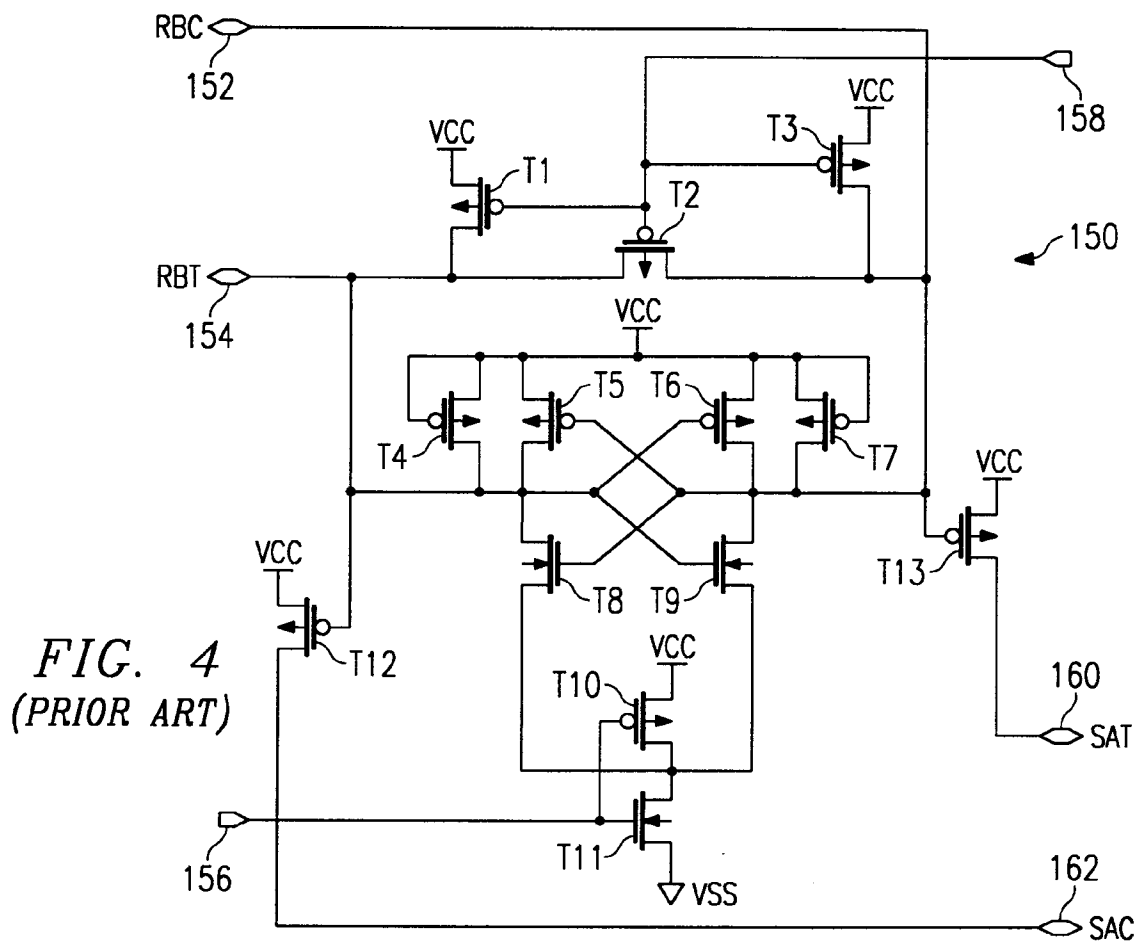 RBC
152
158
VCC
T3
VCC
T1
T2
150
RBT
154
VCC
T5
T6
T4
T7
VCC
VCC
T13
T8
T9
T12
FIG. 4
(PRIOR ART)
VCC
T10
160
SAT
156
T11
VSS
162
SAC